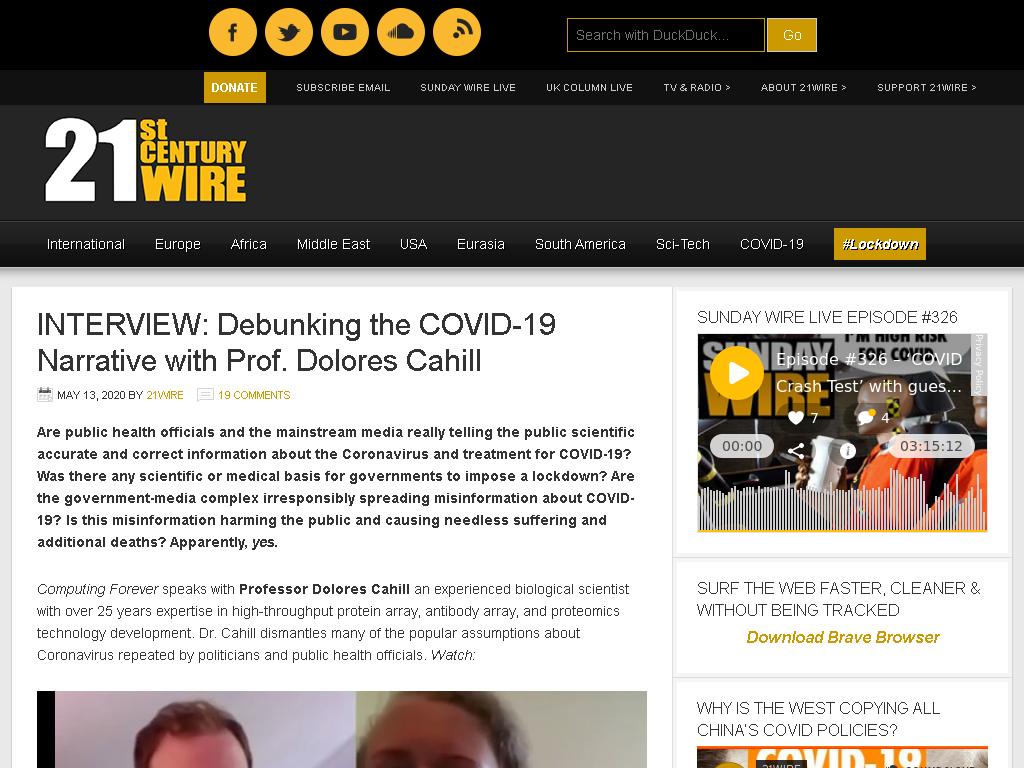 Search with DuckDuck...
Go
DONATE
SUBSCRIBE EMAIL
SUNDAY WIRE LIVE
UK COLUMN LIVE
TV & RADIO >
ABOUT 21WIRE >
SUPPORT 21WIRE >
21st CENTURY WIRE
International
Europe
Africa
Middle East
USA
Eurasia
South America
Sci-Tech
COVID-19
#Lockdown
INTERVIEW: Debunking the COVID-19
Narrative with Prof. Dolores Cahill
MAY 13, 2020 BY 21WIRE 19 COMMENTS
Are public health officials and the mainstream media really telling the public scientific
accurate and correct information about the Coronavirus and treatment for COVID-19?
Was there any scientific or medical basis for governments to impose a lockdown? Are
the government-media complex irresponsibly spreading misinformation about COVID-
19? Is this misinformation harming the public and causing needless suffering and
additional deaths? Apparently, yes.
Computing Forever speaks with Professor Dolores Cahill an experienced biological scientist
with over 25 years expertise in high-throughput protein array, antibody array, and proteomics
technology development. Dr. Cahill dismantles many of the popular assumptions about
Coronavirus repeated by politicians and public health officials. Watch:
SUNDAY WIRE LIVE EPISODE #326
SUNDAY
WIRE
I'M HIGH RISK
FOR COVID
Episode #326 – 'COVID
Crash Test' with gues...
Privacy Policy
7
4
00:00
03:15:12
SURF THE WEB FASTER, CLEANER &
WITHOUT BEING TRACKED
Download Brave Browser
WHY IS THE WEST COPYING ALL
CHINA'S COVID POLICIES?
21WIRE
COVID-19